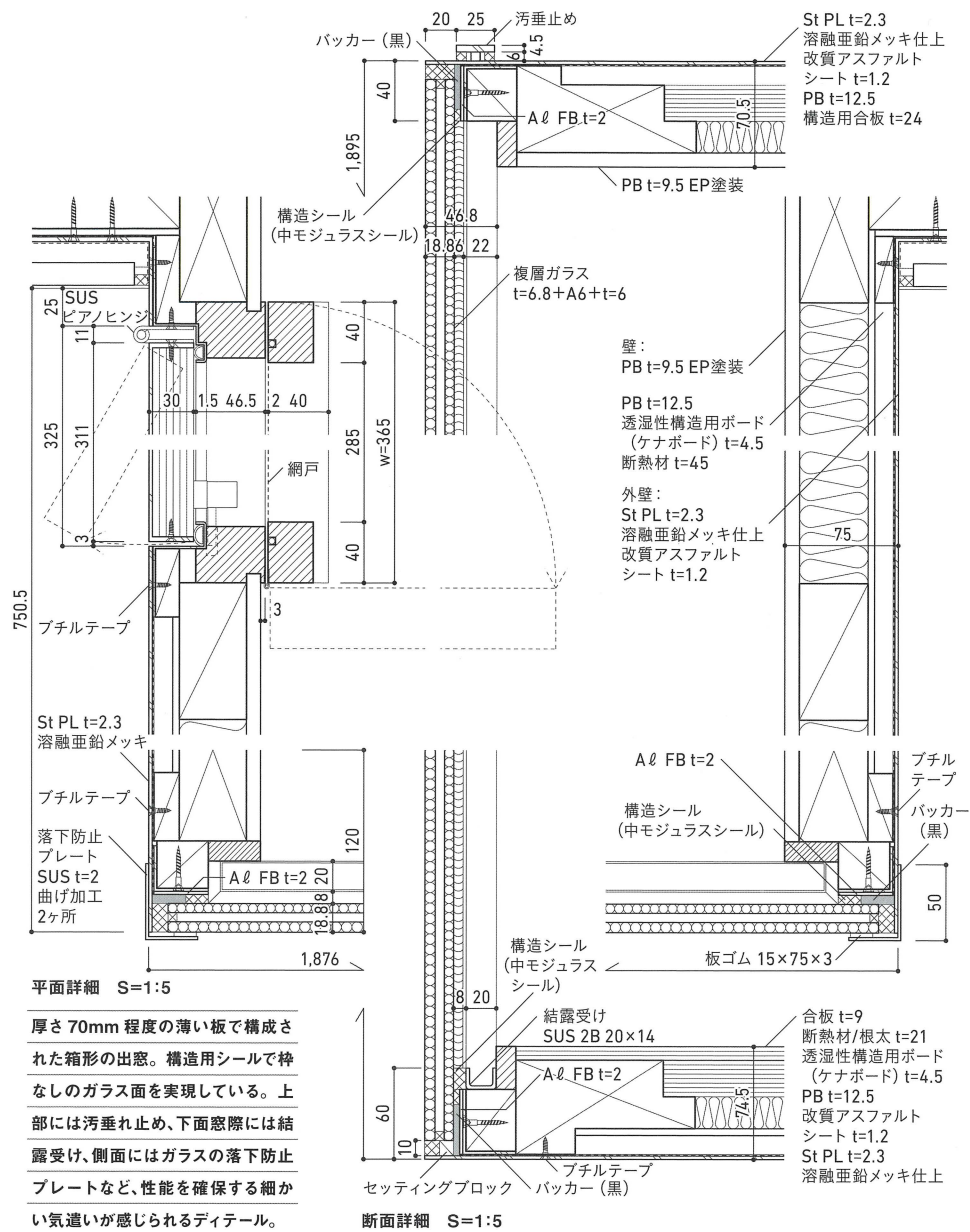 20 25
汚垂止め
バッカー（黒）
4.5
6
St PL t=2.3
溶融亜鉛メッキ仕上
改質アスファルト
シート t=1.2
PB t=12.5
構造用合板 t=24
40
Aℓ FB t=2
70.5
1,895
PB t=9.5 EP塗装
構造シール
（中モジュラスシール）
46.8
18.8 6 22
複層ガラス
t=6.8+A6+t=6
25
SUS
ピアノヒンジ
11
40
30 1.5 46.5 2 40
325
311
285
w=365
網戸
3
40
3
750.5
ブチルテープ
壁：
PB t=9.5 EP塗装
PB t=12.5
透湿性構造用ボード
（ケナボード）t=4.5
断熱材 t=45
外壁：
St PL t=2.3
溶融亜鉛メッキ仕上
改質アスファルト
シート t=1.2
75
St PL t=2.3
溶融亜鉛メッキ
ブチルテープ
落下防止
プレート
SUS t=2
曲げ加工
2ヶ所
Aℓ FB t=2
120
20
8
18.8
1,876
Aℓ FB t=2
構造シール
（中モジュラスシール）
ブチル
テープ
バッカー
（黒）
50
板ゴム 15×75×3
平面詳細 S=1:5
厚さ70mm程度の薄い板で構成さ
れた箱形の出窓。構造用シールで枠
なしのガラス面を実現している。上
部には汚垂れ止め、下面窓際には結
露受け、側面にはガラスの落下防止
プレートなど、性能を確保する細か
い気遣いが感じられるディテール。
構造シール
（中モジュラス
シール）
8 20
結露受け
SUS 2B 20×14
Aℓ FB t=2
60
10
74.5
合板 t=9
断熱材/根太 t=21
透湿性構造用ボード
（ケナボード）t=4.5
PB t=12.5
改質アスファルト
シート t=1.2
St PL t=2.3
溶融亜鉛メッキ仕上
ブチルテープ
セッティングブロック
バッカー（黒）
断面詳細 S=1:5